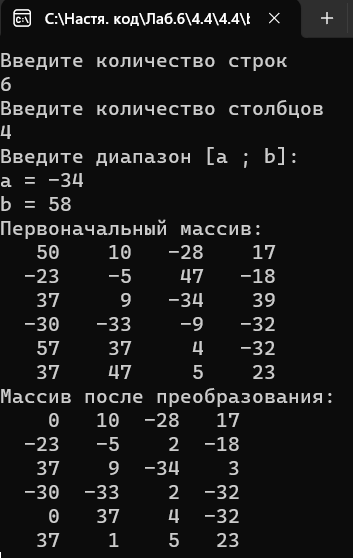 C:\Настя. код\Лаб.6\4.4\4.4\b
Введите количество строк
6
Введите количество столбцов
4
Введите диапазон [a ; b]:
a = -34
b = 58
Первоначальный массив:
50 10 -28 17
-23 -5 47 -18
37 9 -34 39
-30 -33 -9 -32
57 37 4 -32
37 47 5 23
Массив после преобразования:
0 10 -28 17
-23 -5 2 -18
37 9 -34 3
-30 -33 2 -32
0 37 4 -32
37 1 5 23